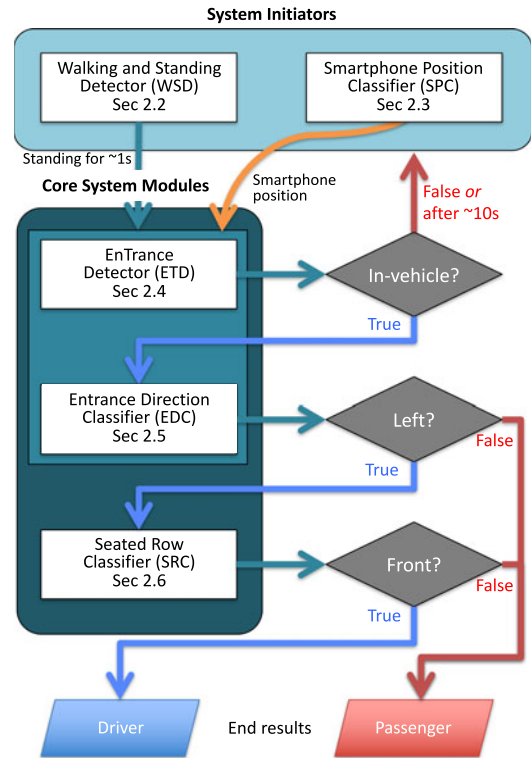 System Initiators
Walking and Standing
Detector (WSD)
Sec 2.2
Smartphone Position
Classifier (SPC)
Sec 2.3
Standing for ~1s
Smartphone
position
False or
after ~10s
Core System Modules
EnTrance
Detector (ETD)
Sec 2.4
In-vehicle?
True
Entrance Direction
Classifier (EDC)
Sec 2.5
Left?
False
True
Seated Row
Classifier (SRC)
Sec 2.6
Front?
False
True
Driver
End results
Passenger